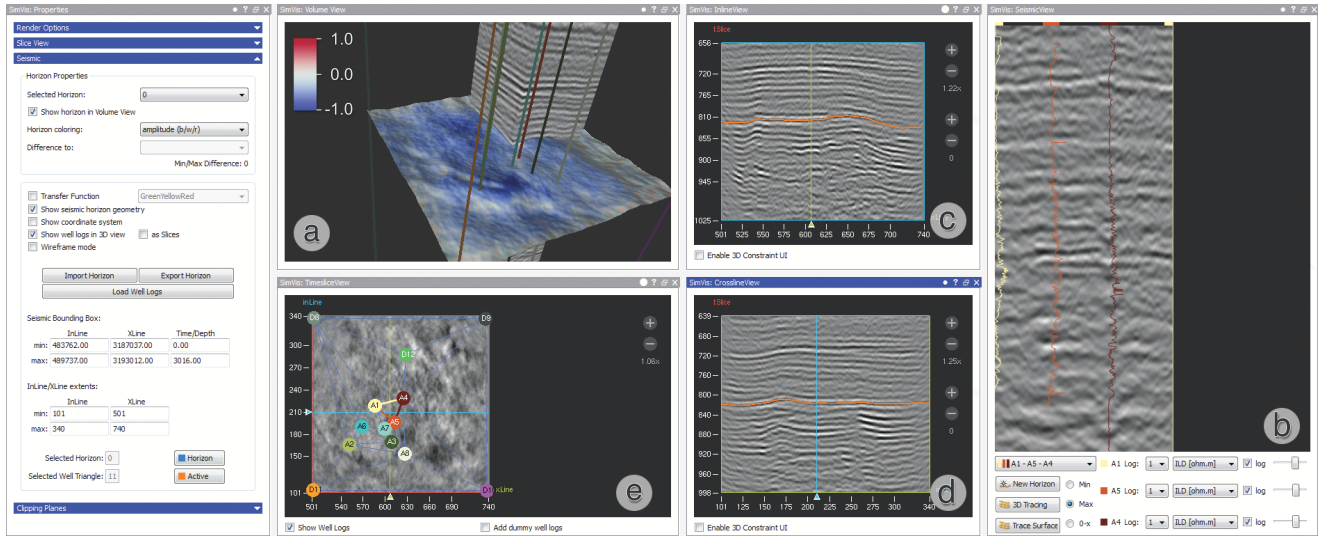 SimVis: Properties
Render Options
Slice View
Seismic
Horizon Properties
Selected Horizon: 0
Show horizon in Volume View
Horizon coloring: amplitude (b/w/r)
Difference to:
Min/Max Difference: 0
Transfer Function GreenYellowRed
Show seismic horizon geometry
Show coordinate system
Show well logs in 3D view as Slices
Wireframe mode
Import Horizon Export Horizon
Load Well Logs
Seismic Bounding Box:
InLine XLine Time/Depth
min: 483762.00 3187037.00 0.00
max: 489737.00 3193012.00 3016.00
InLine/XLine extents:
InLine XLine
min: 101 501
max: 340 740
Selected Horizon: 0 Horizon
Selected Well Triangle: 11 Active
Clipping Planes
SimVis: Volume View
1.0
0.0
-1.0
a
SimVis: TimesliceView
inLine
340
300
270
240
210
180
150
101
501 540 570 600 630 660 690 740
xLine
D8
D9
D12
A1
A4
A5
A6
A7
A2
A3
A8
D11
D1
1.06x
e
Show Well Logs Add dummy well logs
SimVis: InlineView
tSlice
656
720
765
810
855
900
945
1025
501 525 550 575 600 625 650 675 700 740
1.22x
0
c
Enable 3D Constraint UI
SimVis: CrosslineView
tSlice
639
680
720
760
800
840
880
920
960
998
101 150 180 210 240 270 300 340
1.25x
0
d
Enable 3D Constraint UI
SimVis: SeismicView
b
A1 - A5 - A4 A1 Log: 1 ILD [ohm.m] log
New Horizon Min
A5 Log: 1 ILD [ohm.m] log
3D Tracing Max
Trace Surface 0-x A4 Log: 1 ILD [ohm.m] log